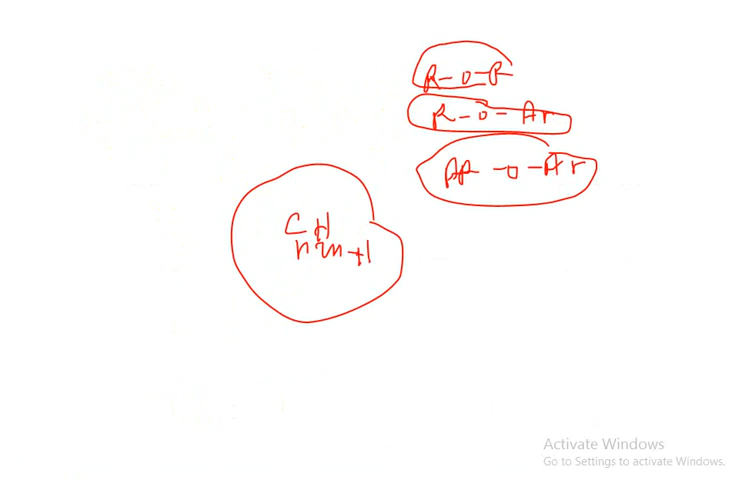 R-O-R
R-O-Ar
Ar-O-Ar
CnH2n+1
Activate Windows
Go to Settings to activate Windows.